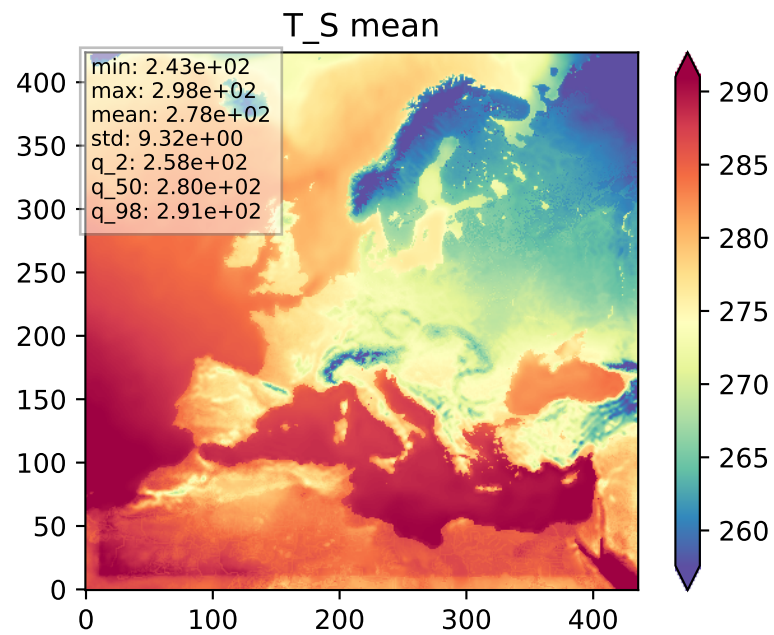 T_S mean
min: 2.43e+02
max: 2.98e+02
mean: 2.78e+02
std: 9.32e+00
q_2: 2.58e+02
q_50: 2.80e+02
q_98: 2.91e+02
400
350
300
250
200
150
100
50
0
0 100 200 300 400
290
285
280
275
270
265
260